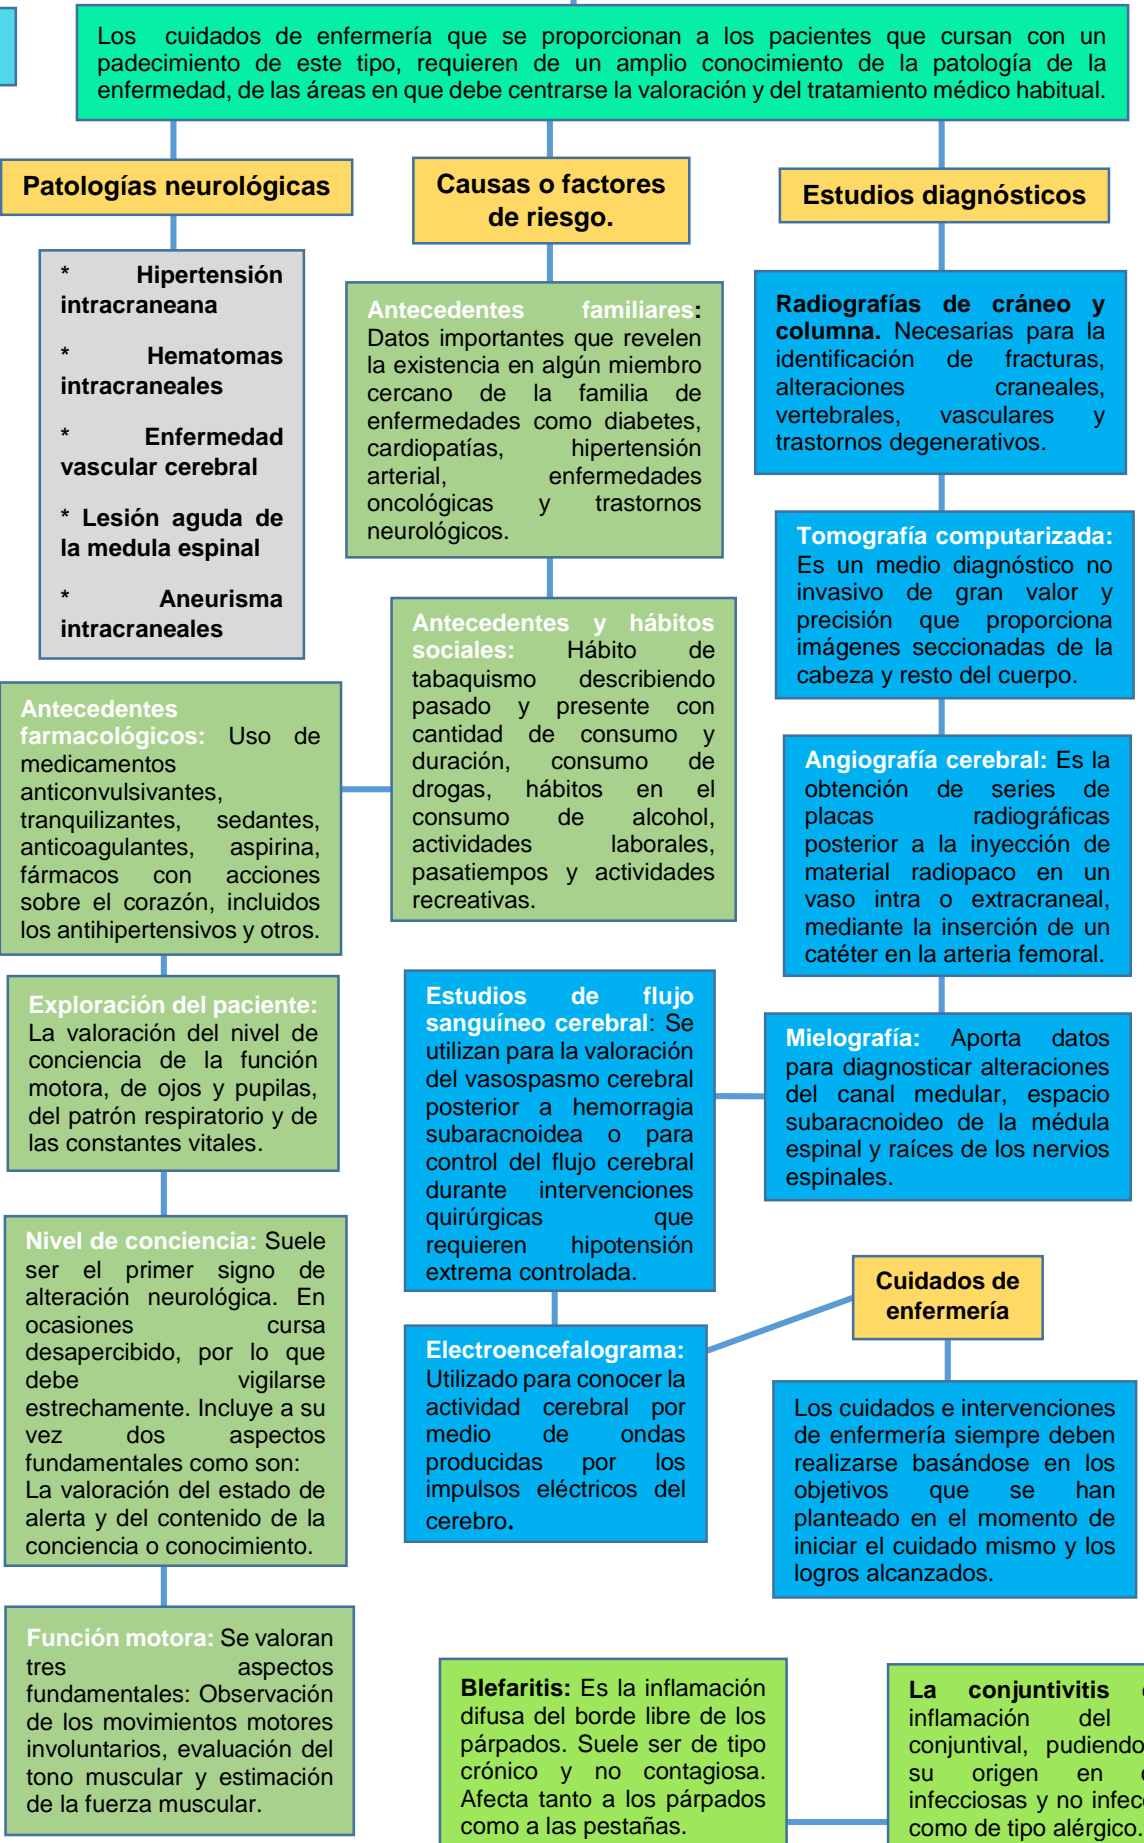 Los cuidados de enfermería que se proporcionan a los pacientes que cursan con un
padecimiento de este tipo, requieren de un amplio conocimiento de la patología de la
enfermedad, de las áreas en que debe centrarse la valoración y del tratamiento médico habitual.
Patologías neurológicas
* Hipertensión
intracraneana
* Hematomas
intracraneales
* Enfermedad
vascular cerebral
* Lesión aguda de
la medula espinal
* Aneurisma
intracraneales
Causas o factores
de riesgo.
Antecedentes familiares:
Datos importantes que revelen
la existencia en algún miembro
cercano de la familia de
enfermedades como diabetes,
cardiopatías, hipertensión
arterial, enfermedades
oncológicas y trastornos
neurológicos.
Antecedentes y hábitos
sociales: Hábito de
tabaquismo describiendo
pasado y presente con
cantidad de consumo y
duración, consumo de
drogas, hábitos en el
consumo de alcohol,
actividades laborales,
pasatiempos y actividades
recreativas.
Antecedentes
farmacológicos: Uso de
medicamentos
anticonvulsivantes,
tranquilizantes, sedantes,
anticoagulantes, aspirina,
fármacos con acciones
sobre el corazón, incluidos
los antihipertensivos y otros.
Exploración del paciente:
La valoración del nivel de
conciencia de la función
motora, de ojos y pupilas,
del patrón respiratorio y de
las constantes vitales.
Nivel de conciencia: Suele
ser el primer signo de
alteración neurológica. En
ocasiones cursa
desapercibido, por lo que
debe vigilarse
estrechamente. Incluye a su
vez dos aspectos
fundamentales como son:
La valoración del estado de
alerta y del contenido de la
conciencia o conocimiento.
Función motora: Se valoran
tres aspectos
fundamentales: Observación
de los movimientos motores
involuntarios, evaluación del
tono muscular y estimación
de la fuerza muscular.
Estudios diagnósticos
Radiografías de cráneo y
columna. Necesarias para la
identificación de fracturas,
alteraciones craneales,
vertebrales, vasculares y
trastornos degenerativos.
Tomografía computarizada:
Es un medio diagnóstico no
invasivo de gran valor y
precisión que proporciona
imágenes seccionadas de la
cabeza y resto del cuerpo.
Angiografía cerebral: Es la
obtención de series de
placas radiográficas
posterior a la inyección de
material radiopaco en un
vaso intra o extracraneal,
mediante la inserción de un
catéter en la arteria femoral.
Mielografía: Aporta datos
para diagnosticar alteraciones
del canal medular, espacio
subaracnoideo de la médula
espinal y raíces de los nervios
espinales.
Estudios de flujo
sanguíneo cerebral: Se
utilizan para la valoración
del vasospasmo cerebral
posterior a hemorragia
subaracnoidea o para
control del flujo cerebral
durante intervenciones
quirúrgicas que
requieren hipotensión
extrema controlada.
Electroencefalograma:
Utilizado para conocer la
actividad cerebral por
medio de ondas
producidas por los
impulsos eléctricos del
cerebro.
Cuidados de
enfermería
Los cuidados e intervenciones
de enfermería siempre deben
realizarse basándose en los
objetivos que se han
planteado en el momento de
iniciar el cuidado mismo y los
logros alcanzados.
Blefaritis: Es la inflamación
difusa del borde libre de los
párpados. Suele ser de tipo
crónico y no contagiosa.
Afecta tanto a los párpados
como a las pestañas.
La conjuntivitis
inflamación del
conjuntival, pudiendo
su origen en
infecciosas y no
como de tipo alérgico.